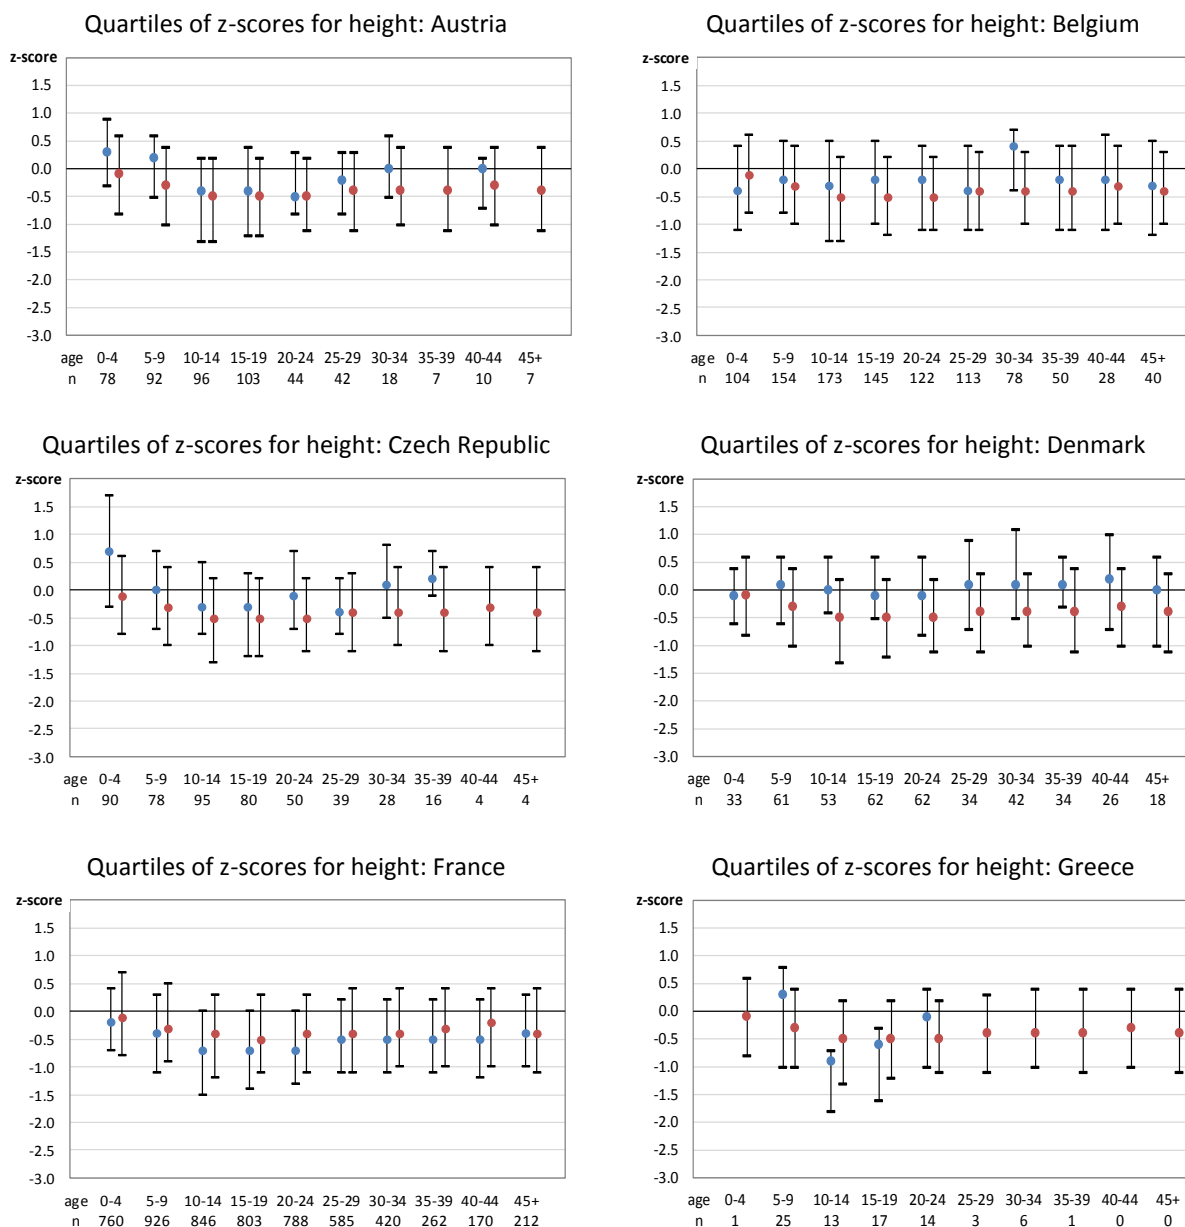 Quartiles of z-scores for height: Austria
z-score
1.5
1.0
0.5
0.0
-0.5
-1.0
-1.5
-2.0
-2.5
-3.0
age 0-4 5-9 10-14 15-19 20-24 25-29 30-34 35-39 40-44 45+
n 78 92 96 103 44 42 18 7 10 7
Quartiles of z-scores for height: Belgium
z-score
1.5
1.0
0.5
0.0
-0.5
-1.0
-1.5
-2.0
-2.5
-3.0
age 0-4 5-9 10-14 15-19 20-24 25-29 30-34 35-39 40-44 45+
n 104 154 173 145 122 113 78 50 28 40
Quartiles of z-scores for height: Czech Republic
z-score
1.5
1.0
0.5
0.0
-0.5
-1.0
-1.5
-2.0
-2.5
-3.0
age 0-4 5-9 10-14 15-19 20-24 25-29 30-34 35-39 40-44 45+
n 90 78 95 80 50 39 28 16 4 4
Quartiles of z-scores for height: Denmark
z-score
1.5
1.0
0.5
0.0
-0.5
-1.0
-1.5
-2.0
-2.5
-3.0
age 0-4 5-9 10-14 15-19 20-24 25-29 30-34 35-39 40-44 45+
n 33 61 53 62 62 34 42 34 26 18
Quartiles of z-scores for height: France
z-score
1.5
1.0
0.5
0.0
-0.5
-1.0
-1.5
-2.0
-2.5
-3.0
age 0-4 5-9 10-14 15-19 20-24 25-29 30-34 35-39 40-44 45+
n 760 926 846 803 788 585 420 262 170 212
Quartiles of z-scores for height: Greece
z-score
1.5
1.0
0.5
0.0
-0.5
-1.0
-1.5
-2.0
-2.5
-3.0
age 0-4 5-9 10-14 15-19 20-24 25-29 30-34 35-39 40-44 45+
n 1 25 13 17 14 3 6 1 0 0